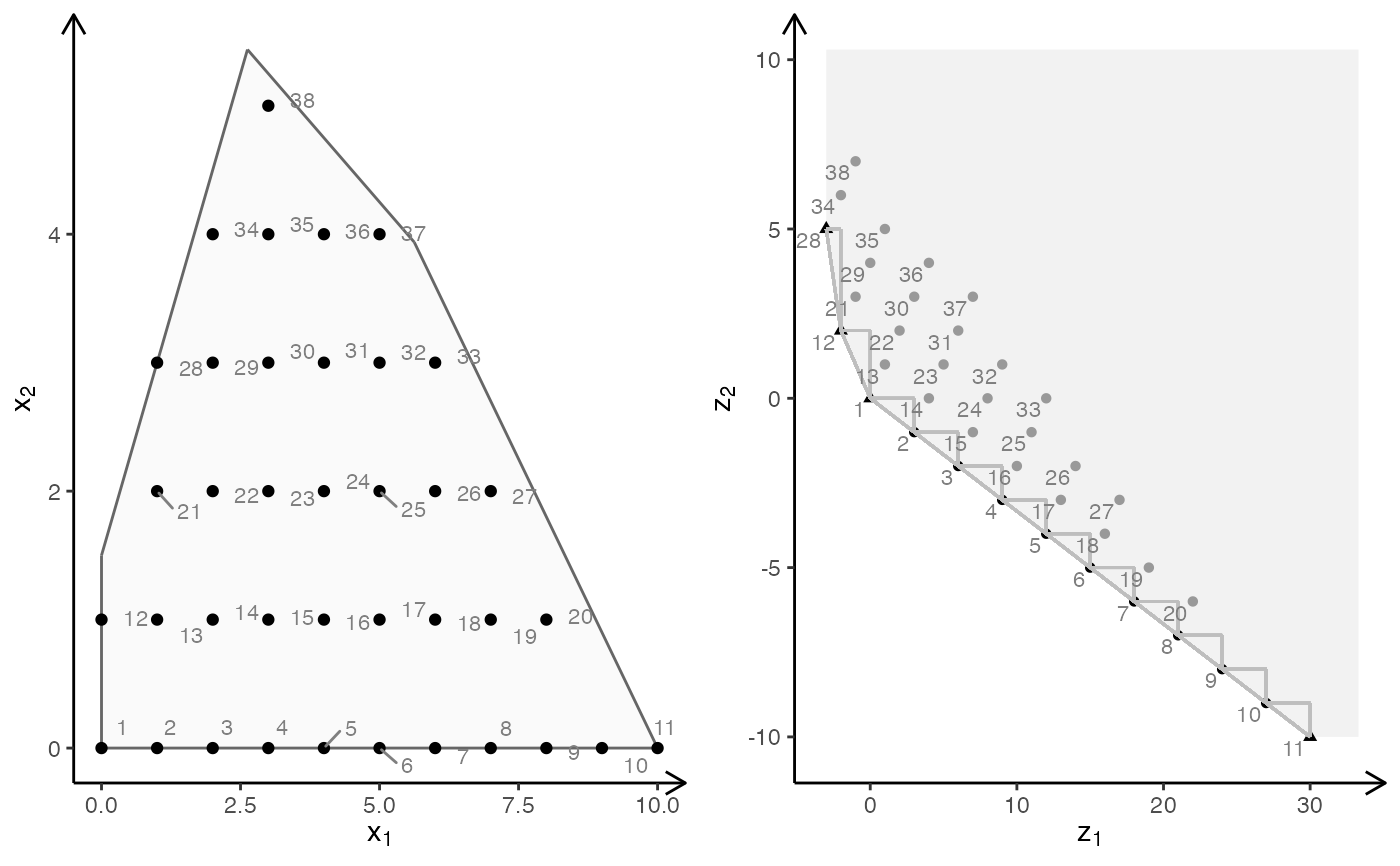 38
34 35 36 37
4
28 29 30 31 32 33
x2
2
21 22 23 24 25 26 27
12 13 14 15 16 17 18 19 20
1 2 3 4 5 6 7 8 9 10 11
0
0.0 2.5 5.0 7.5 10.0
x1
10
38
34
5
28 35
29 36
21 30 37
12 22 31
13 23 32
z2
0
1 14 24 33
2 15 25
3 16 26
4 17 27
5 18
-5
6 19
7 20
8
9
10
-10
11
0 10 20 30
z1